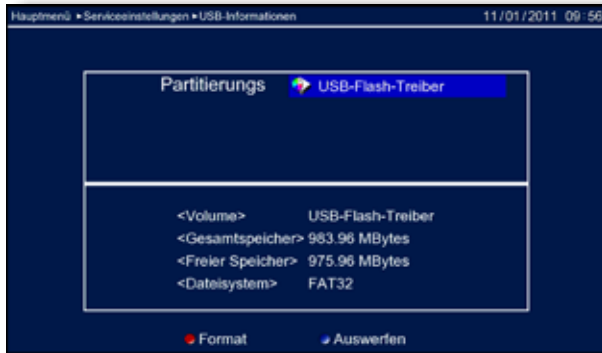 Hauptmenü ▸Serviceeinstellungen ▸USB-Informationen 11/01/2011 09:56
Partitierungs USB-Flash-Treiber
<Volume> USB-Flash-Treiber
<Gesamtspeicher> 983.96 MBytes
<Freier Speicher> 975.96 MBytes
<Dateisystem> FAT32
Format Auswerfen